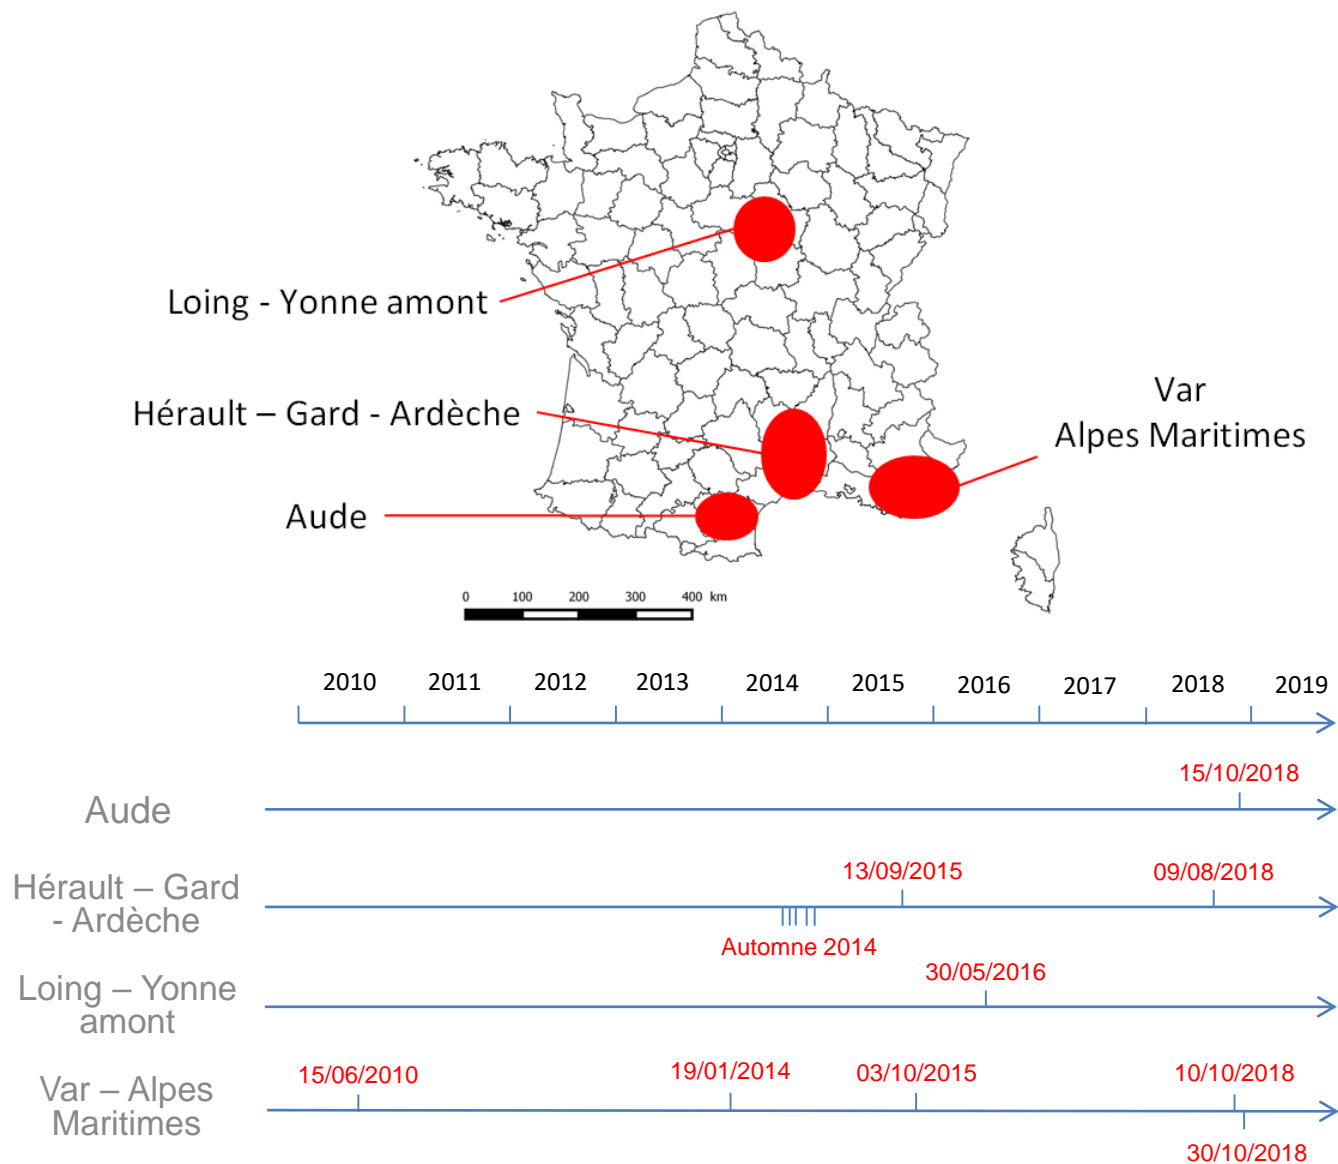 Loing - Yonne amont
Hérault – Gard - Ardèche
Aude
Var
Alpes Maritimes
0 100 200 300 400 km
2010 2011 2012 2013 2014 2015 2016 2017 2018 2019
15/10/2018
Aude
13/09/2015 09/08/2018
Hérault – Gard
- Ardèche
Automne 2014
30/05/2016
Loing – Yonne
amont
15/06/2010 19/01/2014 03/10/2015 10/10/2018
Var – Alpes
Maritimes
30/10/2018